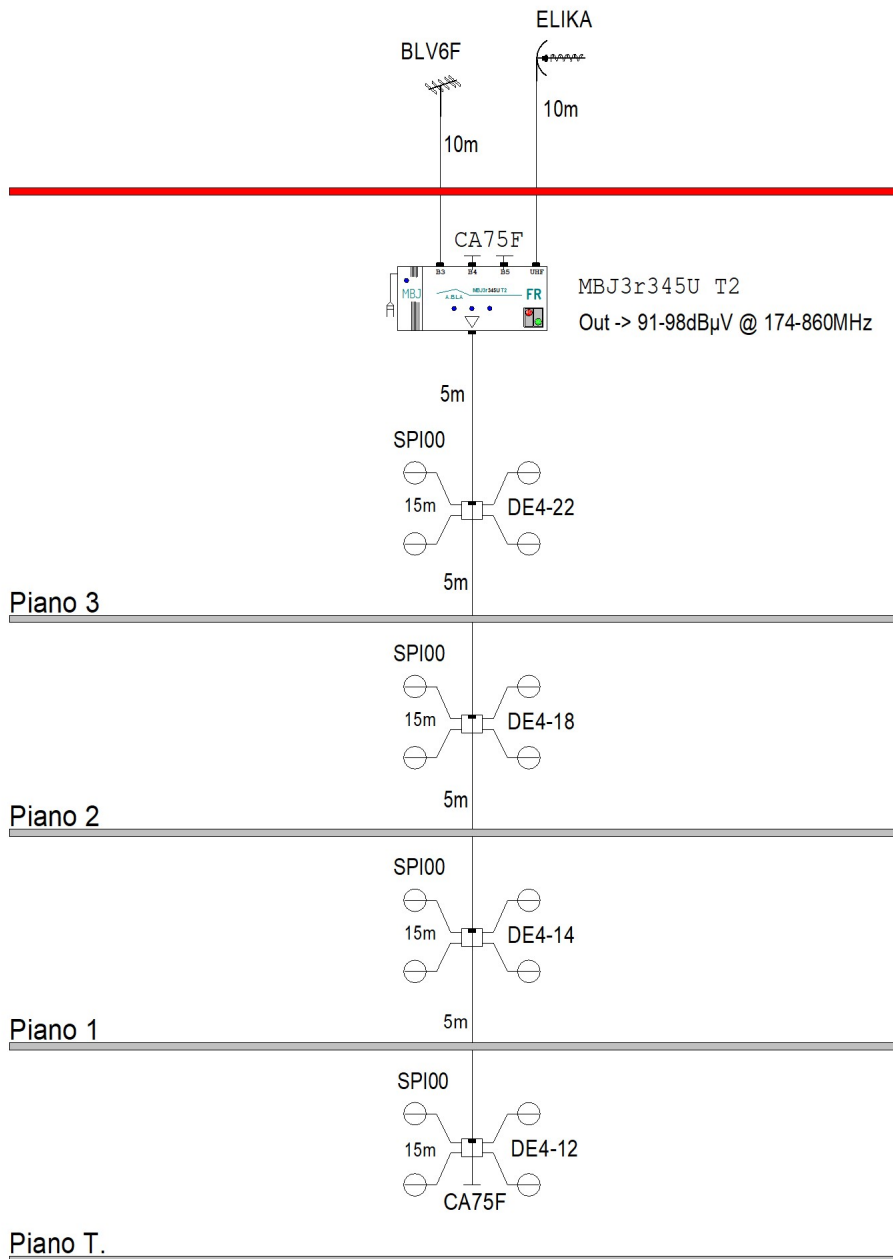 ELIKA
BLV6F
10m
10m
CA75F
B3 B4 B5 UHF
MBJ
MBJ3r345U T2
A.B.L.A
FR
MBJ3r345U T2
Out -> 91-98dBµV @ 174-860MHz
5m
SPI00
15m
DE4-22
5m
Piano 3
SPI00
15m
DE4-18
5m
Piano 2
SPI00
15m
DE4-14
5m
Piano 1
SPI00
15m
DE4-12
CA75F
Piano T.